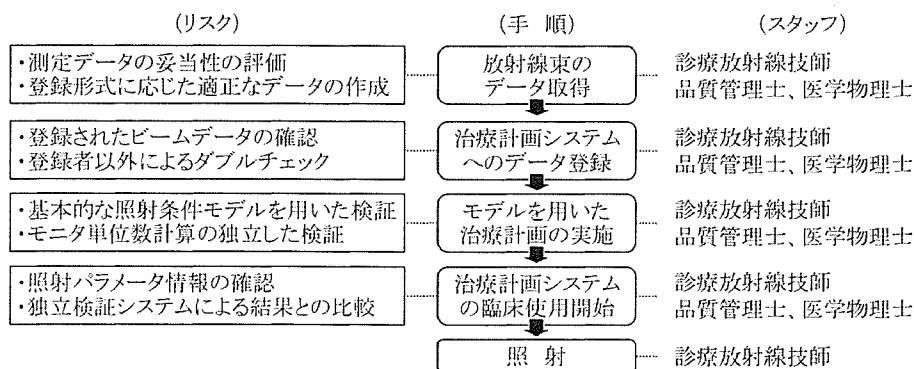 (リスク) (手 順) (スタッフ)
・測定データの妥当性の評価
・登録形式に応じた適正なデータの作成
放射線束の
データ取得
診療放射線技師
品質管理士、医学物理士
・登録されたビームデータの確認
・登録者以外によるダブルチェック
治療計画システム
へのデータ登録
診療放射線技師
品質管理士、医学物理士
・基本的な照射条件モデルを用いた検証
・モニタ単位数計算の独立した検証
モデルを用いた
治療計画の実施
診療放射線技師
品質管理士、医学物理士
・照射パラメータ情報の確認
・独立検証システムによる結果との比較
治療計画システム
の臨床使用開始
診療放射線技師
品質管理士、医学物理士
照 射
診療放射線技師